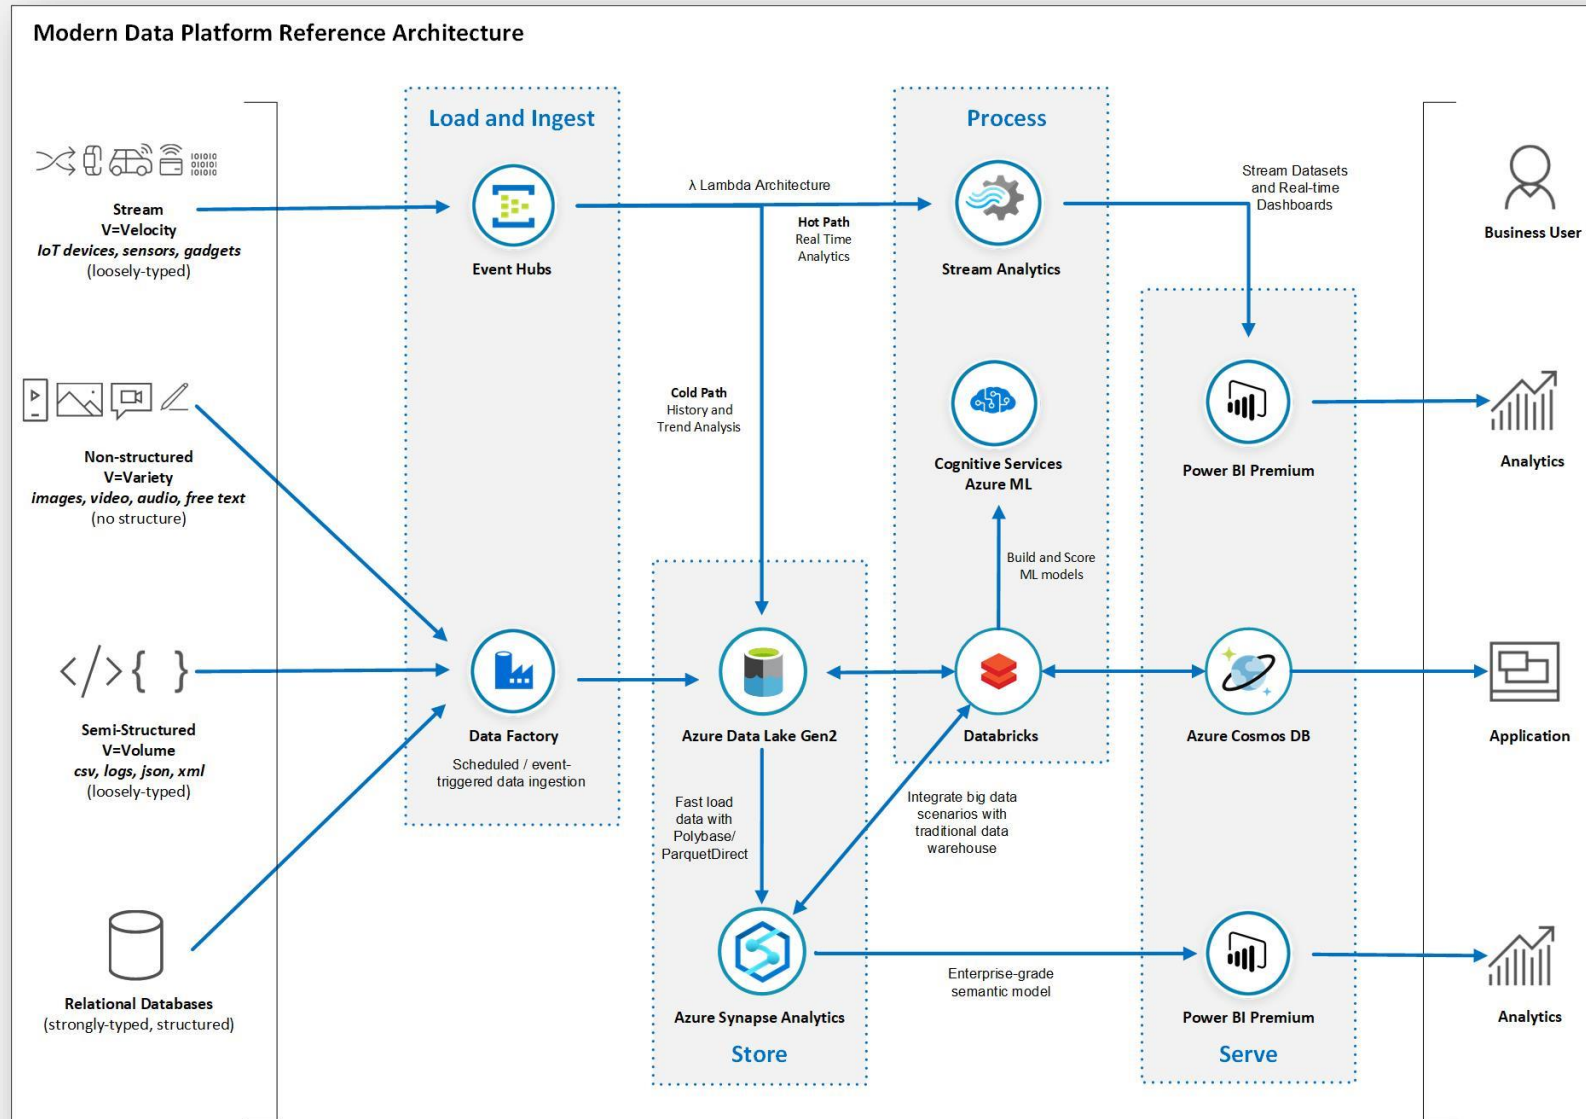 Modern Data Platform Reference Architecture
Load and Ingest
Process
010101
010101
101010
Stream
V=Velocity
IoT devices, sensors, gadgets
(loosely-typed)
Event Hubs
λ Lambda Architecture
Hot Path
Real Time
Analytics
Stream Analytics
Stream Datasets
and Real-time
Dashboards
Business User
Non-structured
V=Variety
images, video, audio, free text
(no structure)
Cold Path
History and
Trend Analysis
Cognitive Services
Azure ML
Power BI Premium
Analytics
Build and Score
ML models
</>{ }
Semi-Structured
V=Volume
csv, logs, json, xml
(loosely-typed)
Data Factory
Scheduled / event-
triggered data ingestion
Azure Data Lake Gen2
Databricks
Azure Cosmos DB
Application
Fast load
data with
Polybase/
ParquetDirect
Integrate big data
scenarios with
traditional data
warehouse
Relational Databases
(strongly-typed, structured)
Azure Synapse Analytics
Enterprise-grade
semantic model
Power BI Premium
Analytics
Store
Serve